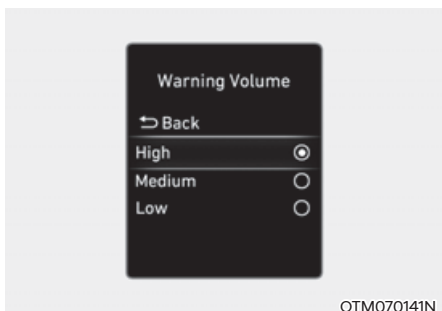 Warning Volume
Back
High
Medium
Low
OTM070141N